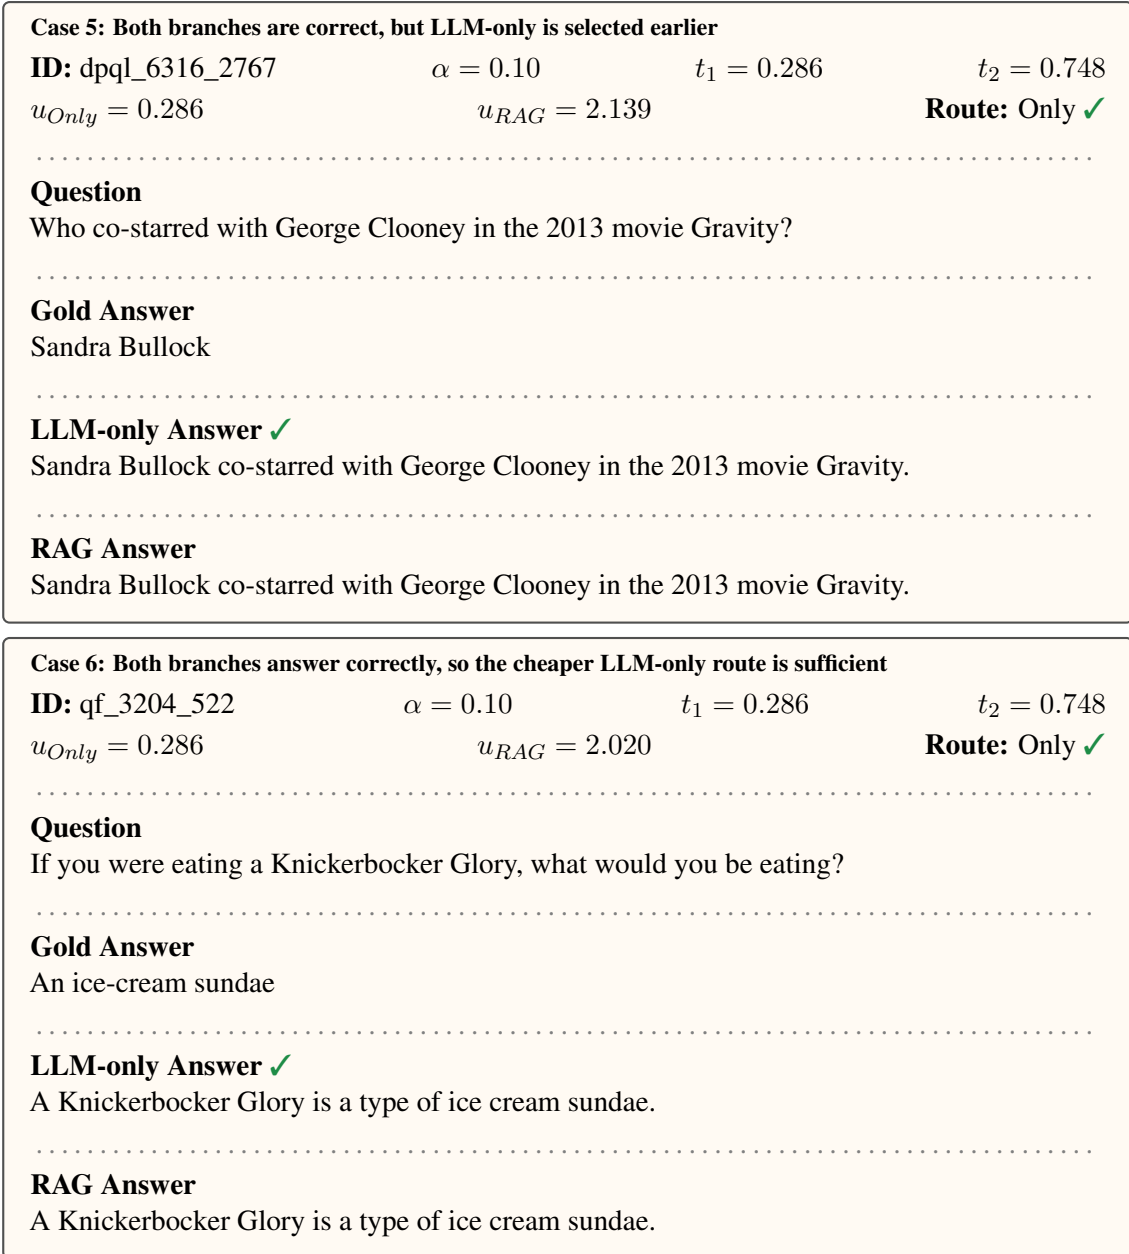 Case 5: Both branches are correct, but LLM-only is selected earlier
ID: dpql_6316_2767 α = 0.10 t₁ = 0.286 t₂ = 0.748
u_Only = 0.286 u_RAG = 2.139 Route: Only ✓
Question
Who co-starred with George Clooney in the 2013 movie Gravity?
Gold Answer
Sandra Bullock
LLM-only Answer ✓
Sandra Bullock co-starred with George Clooney in the 2013 movie Gravity.
RAG Answer
Sandra Bullock co-starred with George Clooney in the 2013 movie Gravity.
Case 6: Both branches answer correctly, so the cheaper LLM-only route is sufficient
ID: qf_3204_522 α = 0.10 t₁ = 0.286 t₂ = 0.748
u_Only = 0.286 u_RAG = 2.020 Route: Only ✓
Question
If you were eating a Knickerbocker Glory, what would you be eating?
Gold Answer
An ice-cream sundae
LLM-only Answer ✓
A Knickerbocker Glory is a type of ice cream sundae.
RAG Answer
A Knickerbocker Glory is a type of ice cream sundae.